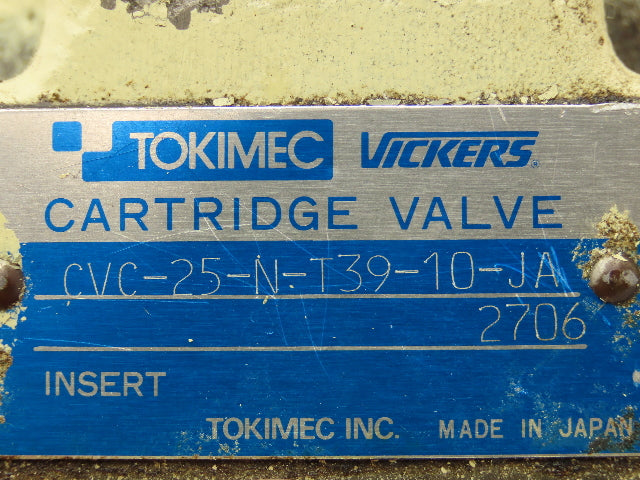 TOKIMEC VICKERS®
CARTRIDGE VALVE
CVC-25-N-T39-10-JA
2706
INSERT
TOKIMEC INC. MADE IN JAPAN